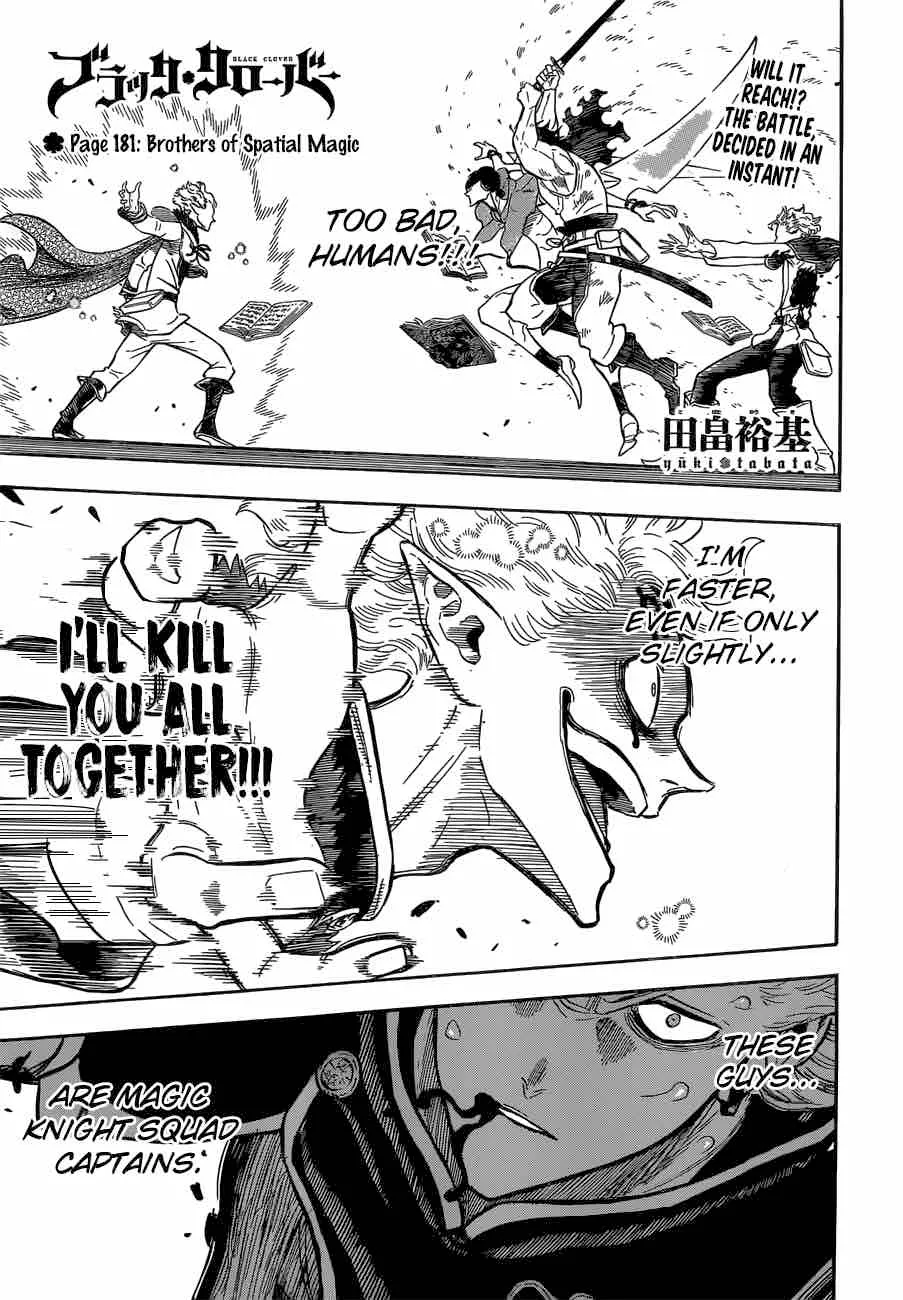 BLACK CLOVER
ブラッククローバー
Page 181: Brothers of Spatial Magic
WILL IT
REACH!?
THE BATTLE,
DECIDED IN AN
INSTANT!
TOO BAD,
HUMANS!!!
田畠裕基
yūki tabata
I'M
FASTER,
EVEN IF ONLY
SLIGHTLY...
I'LL KILL
YOU ALL
TOGETHER!!!
THESE
GUYS...
ARE MAGIC
KNIGHT SQUAD
CAPTAINS.